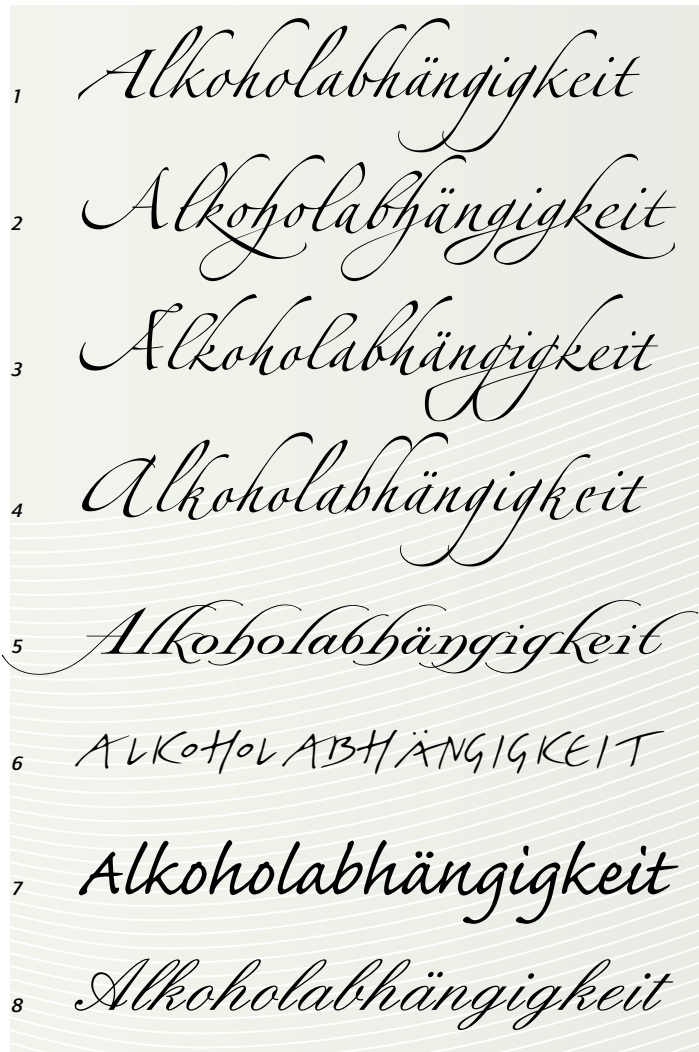 1 Alkoholabhängigkeit
2 Alkoholabhängigkeit
3 Alkoholabhängigkeit
4 Alkoholabhängigkeit
5 Alkoholabhängigkeit
6 ALKOHOLABHÄNGIGKEIT
7 Alkoholabhängigkeit
8 Alkoholabhängigkeit